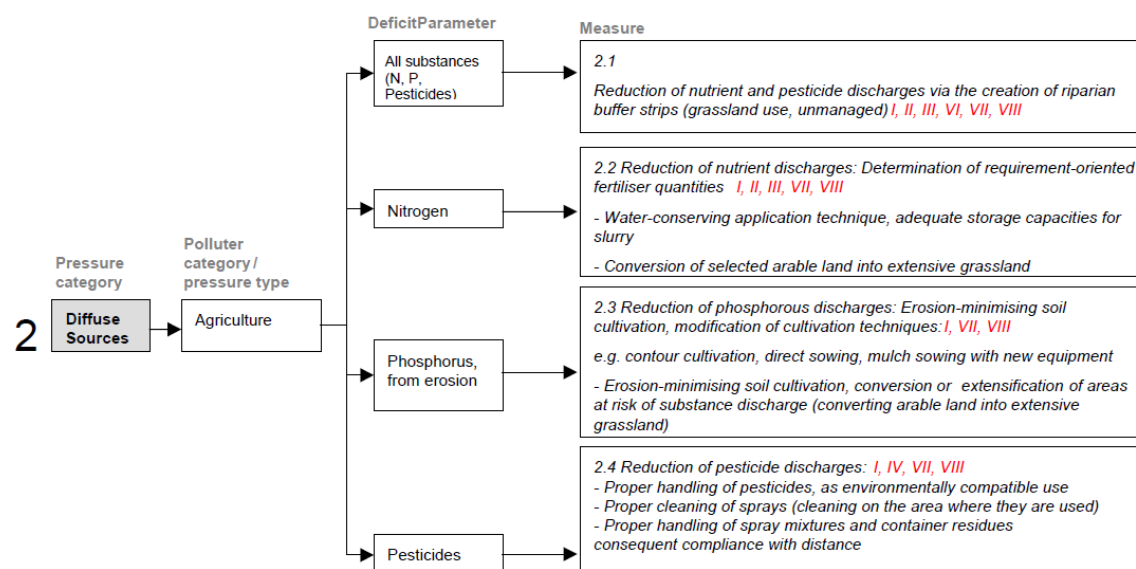 DeficitParameter
Measure
All substances
(N, P,
Pesticides)
2.1
Reduction of nutrient and pesticide discharges via the creation of riparian
buffer strips (grassland use, unmanaged) I, II, III, VI, VII, VIII
Nitrogen
2.2 Reduction of nutrient discharges: Determination of requirement-oriented
fertiliser quantities I, II, III, VII, VIII
- Water-conserving application technique, adequate storage capacities for
slurry
- Conversion of selected arable land into extensive grassland
Pressure
category
Polluter
category /
pressure type
2
Diffuse
Sources
Agriculture
Phosphorus,
from erosion
2.3 Reduction of phosphorous discharges: Erosion-minimising soil
cultivation, modification of cultivation techniques: I, VII, VIII
e.g. contour cultivation, direct sowing, mulch sowing with new equipment
- Erosion-minimising soil cultivation, conversion or extensification of areas
at risk of substance discharge (converting arable land into extensive
grassland)
Pesticides
2.4 Reduction of pesticide discharges: I, IV, VII, VIII
- Proper handling of pesticides, as environmentally compatible use
- Proper cleaning of sprays (cleaning on the area where they are used)
- Proper handling of spray mixtures and container residues
consequent compliance with distance